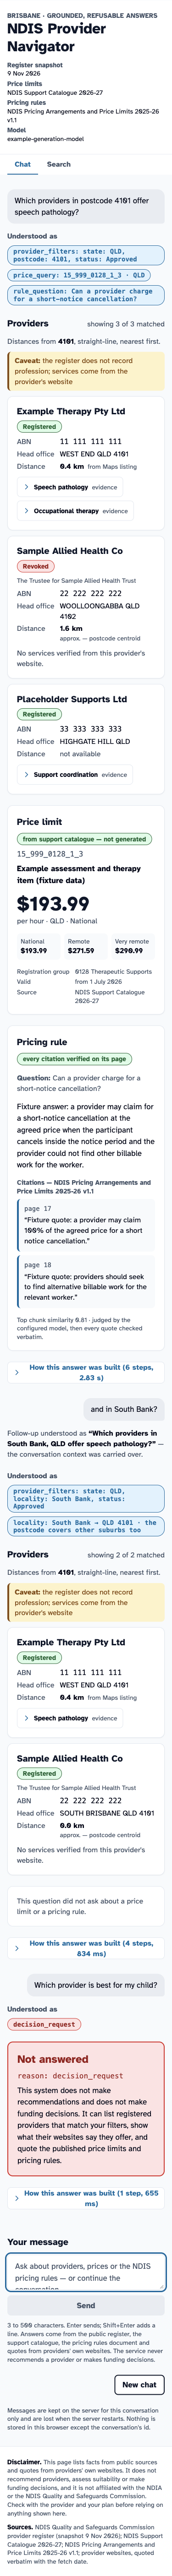 BRISBANE · GROUNDED, REFUSABLE ANSWERS
NDIS Provider
Navigator
Register snapshot
9 Nov 2026
Price limits
NDIS Support Catalogue 2026-27
Pricing rules
NDIS Pricing Arrangements and Price Limits 2025-26
v1.1
Model
example-generation-model
Chat Search
Which providers in postcode 4101 offer
speech pathology?
Understood as
provider_filters: state: QLD,
postcode: 4101, status: Approved
price_query: 15_999_0128_1_3 · QLD
rule_question: Can a provider charge
for a short-notice cancellation?
Providers showing 3 of 3 matched
Distances from 4101, straight-line, nearest first.
Caveat: the register does not record
profession; services come from the
provider's website
Example Therapy Pty Ltd
Registered
ABN 11 111 111 111
Head office WEST END QLD 4101
Distance 0.4 km from Maps listing
Speech pathology evidence
Occupational therapy evidence
Sample Allied Health Co
Revoked
The Trustee for Sample Allied Health Trust
ABN 22 222 222 222
Head office WOOLLOONGABBA QLD
4102
Distance 1.6 km
approx. — postcode centroid
No services verified from this provider's
website.
Placeholder Supports Ltd
Registered
ABN 33 333 333 333
Head office HIGHGATE HILL QLD
Distance not available
Support coordination evidence
Price limit
from support catalogue — not generated
15_999_0128_1_3
Example assessment and therapy
item (fixture data)
$193.99
per hour · QLD · National
National Remote Very remote
$193.99 $271.59 $290.99
Registration group 0128 Therapeutic Supports
Valid from 1 July 2026
Source NDIS Support Catalogue
2026-27
Pricing rule
every citation verified on its page
Question: Can a provider charge for a
short-notice cancellation?
Fixture answer: a provider may claim for
a short-notice cancellation at the
agreed price when the participant
cancels inside the notice period and the
provider could not find other billable
work for the worker.
Citations — NDIS Pricing Arrangements and
Price Limits 2025-26 v1.1
page 17
"Fixture quote: a provider may claim
100% of the agreed price for a short
notice cancellation."
page 18
"Fixture quote: providers should seek
to find alternative billable work for the
relevant worker."
Top chunk similarity 0.81 · judged by the
configured model, then every quote checked
verbatim.
How this answer was built (6 steps,
2.83 s)
and in South Bank?
Follow-up understood as "Which providers in
South Bank, QLD offer speech pathology?" —
the conversation context was carried over.
Understood as
provider_filters: state: QLD,
locality: South Bank, status:
Approved
locality: South Bank → QLD 4101 · the
postcode covers other suburbs too
Providers showing 2 of 2 matched
Distances from 4101, straight-line, nearest first.
Caveat: the register does not record
profession; services come from the
provider's website
Example Therapy Pty Ltd
Registered
ABN 11 111 111 111
Head office WEST END QLD 4101
Distance 0.4 km from Maps listing
Speech pathology evidence
Sample Allied Health Co
Registered
The Trustee for Sample Allied Health Trust
ABN 22 222 222 222
Head office SOUTH BRISBANE QLD 4101
Distance 0.0 km
approx. — postcode centroid
No services verified from this provider's
website.
This question did not ask about a price
limit or a pricing rule.
How this answer was built (4 steps,
834 ms)
Which provider is best for my child?
Understood as
decision_request
Not answered
reason: decision_request
This system does not make
recommendations and does not make
funding decisions. It can list registered
providers that match your filters, show
what their websites say they offer, and
quote the published price limits and
pricing rules.
How this answer was built (1 step, 655
ms)
Your message
Ask about providers, prices or the NDIS
pricing rules — or continue the
Send
3 to 500 characters. Enter sends; Shift+Enter adds a
line. Answers come from the public register, the
support catalogue, the pricing rules document and
quotes from providers' own websites. The service never
recommends a provider or makes funding decisions.
New chat
Messages are kept on the server for this conversation
only and are lost when the server restarts. Nothing is
stored in this browser except the conversation's id.
Disclaimer. This page lists facts from public sources
and quotes from providers' own websites. It does not
recommend providers, assess suitability or make
funding decisions, and it is not affiliated with the NDIA
or the NDIS Quality and Safeguards Commission.
Check with the provider and your plan before relying on
anything shown here.
Sources. NDIS Quality and Safeguards Commission
provider register (snapshot 9 Nov 2026); NDIS Support
Catalogue 2026-27; NDIS Pricing Arrangements and
Price Limits 2025-26 v1.1; provider websites, quoted
verbatim with the fetch date.